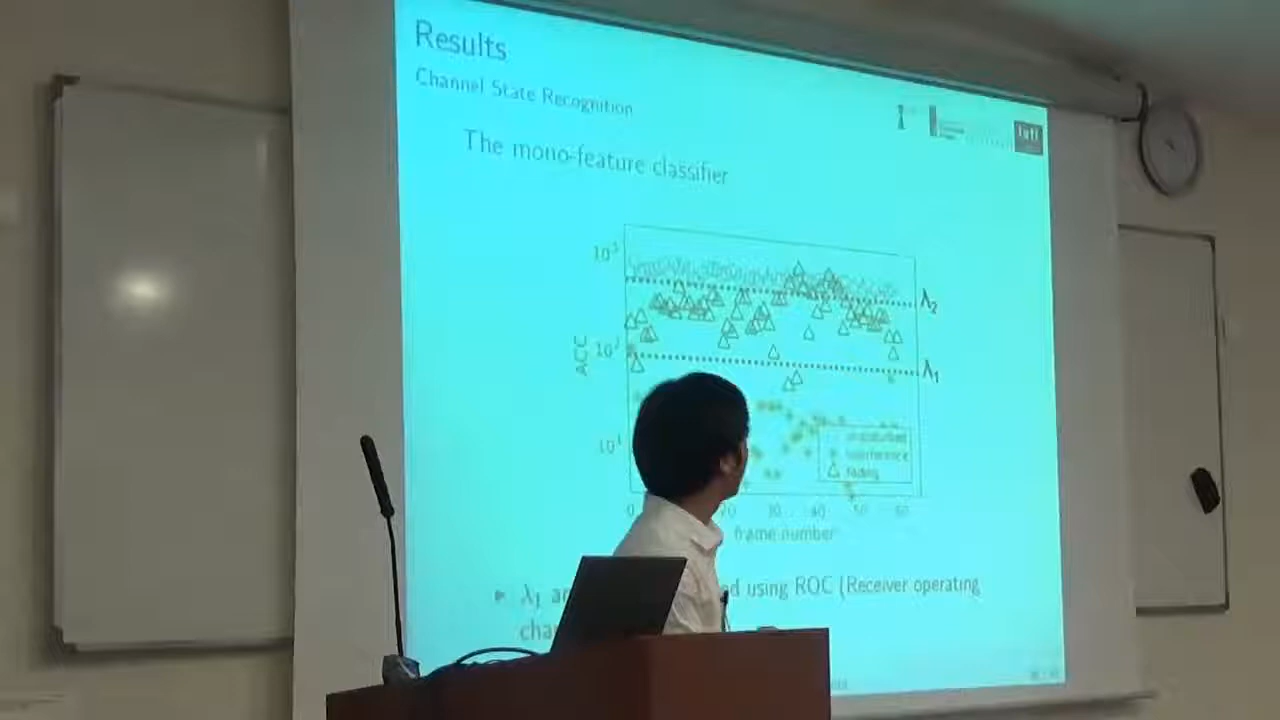 Results
Channel State Recognition
The mono-feature classifier
10³
λ₂
ACC
10²
λ₁
10¹
undisturbed
interference
fading
0
30 40 50 60
frame number
▶ λ₁ and using ROC (Receiver operating